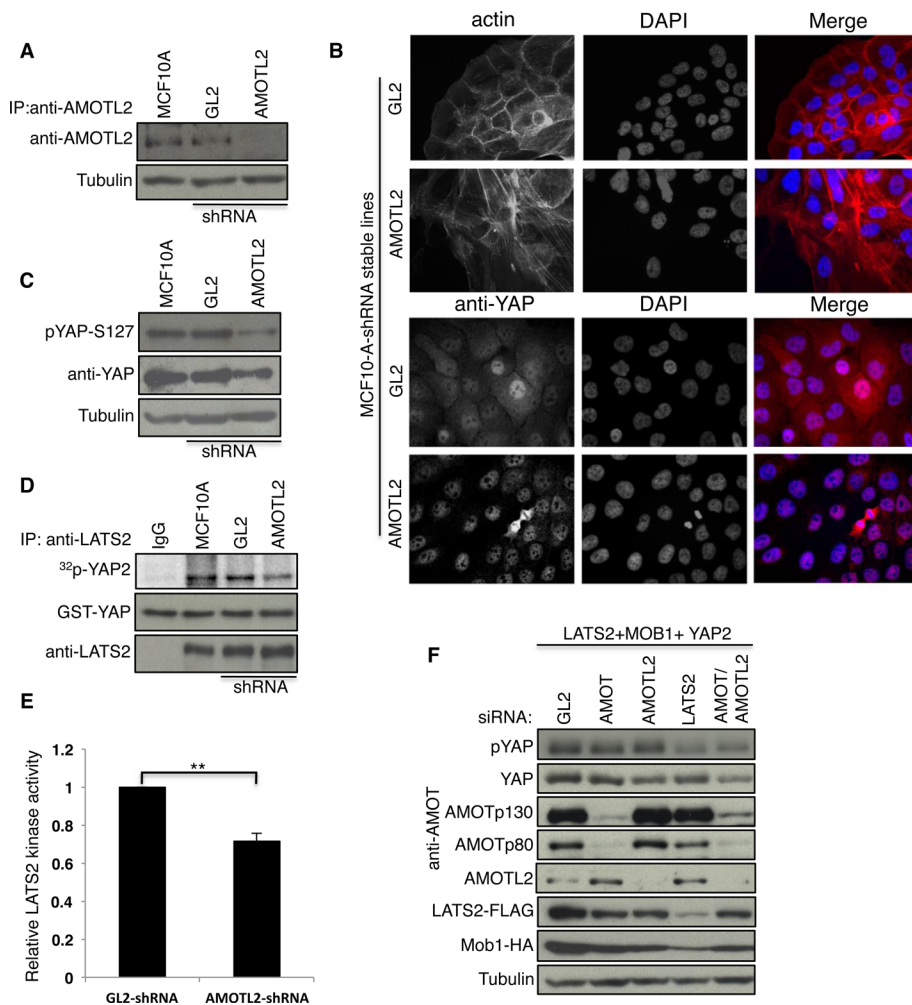 A
MCF10A
GL2
AMOTL2
IP:anti-AMOTL2
anti-AMOTL2
Tubulin
shRNA
B
actin
DAPI
Merge
MCF10-A-shRNA stable lines
GL2
AMOTL2
anti-YAP
DAPI
Merge
GL2
AMOTL2
C
MCF10A
GL2
AMOTL2
pYAP-S127
anti-YAP
Tubulin
shRNA
D
IgG
MCF10A
GL2
AMOTL2
IP: anti-LATS2
³²p-YAP2
GST-YAP
anti-LATS2
shRNA
E
Relative LATS2 kinase activity
1.2
1
0.8
0.6
0.4
0.2
0
**
GL2-shRNA
AMOTL2-shRNA
F
LATS2+MOB1+ YAP2
siRNA:
GL2
AMOT
AMOTL2
LATS2
AMOT/
AMOTL2
pYAP
YAP
anti-AMOT
AMOTp130
AMOTp80
AMOTL2
LATS2-FLAG
Mob1-HA
Tubulin